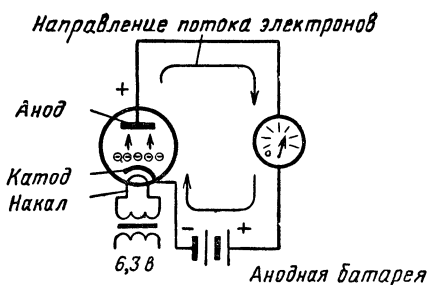 Направление потока электронов
+
Анод
Катод
Накал
6,3 в
- +
Анодная батарея